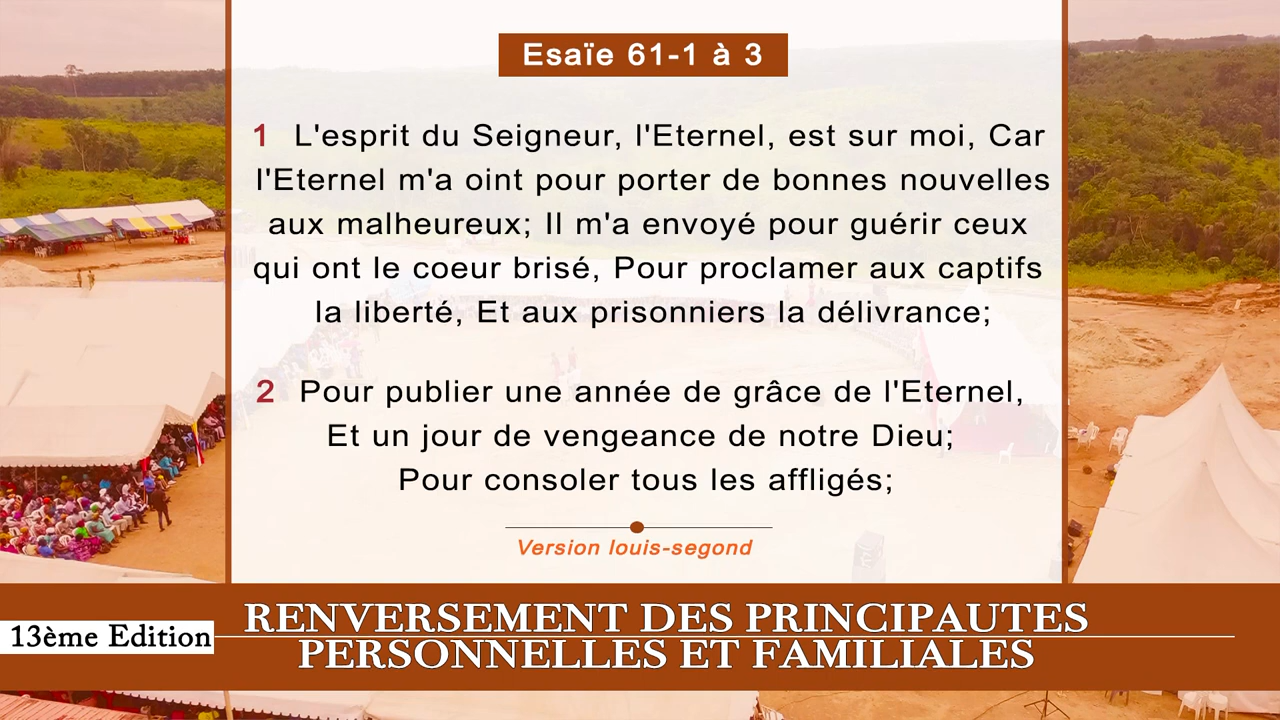 Esaïe 61-1 à 3
1 L'esprit du Seigneur, l'Eternel, est sur moi, Car
l'Eternel m'a oint pour porter de bonnes nouvelles
aux malheureux; Il m'a envoyé pour guérir ceux
qui ont le coeur brisé, Pour proclamer aux captifs
la liberté, Et aux prisonniers la délivrance;
2 Pour publier une année de grâce de l'Eternel,
Et un jour de vengeance de notre Dieu;
Pour consoler tous les affligés;
Version louis-segond
13ème Edition
RENVERSEMENT DES PRINCIPAUTES
PERSONNELLES ET FAMILIALES